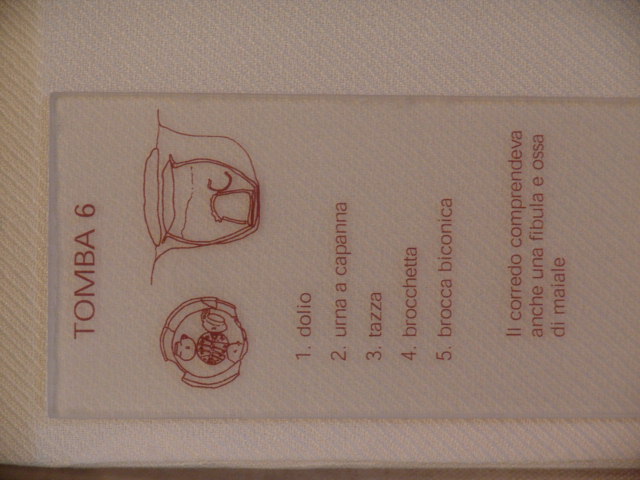 TOMBA 6
1. dolio
2. urna a capanna
3. tazza
4. brocchetta
5. brocca biconica
Il corredo comprendeva
anche una fibula e ossa
di maiale